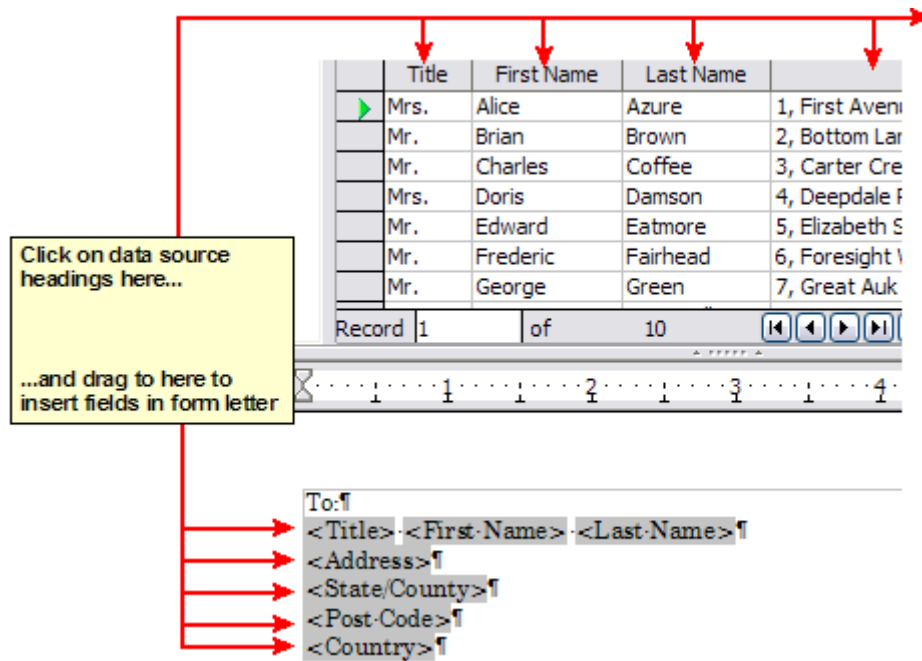 Title First Name Last Name
Mrs. Alice Azure 1, First
Mr. Brian Brown 2, Bottom
Mr. Charles Coffee 3, Carter
Mrs. Doris Damson 4, Deepdale
Mr. Edward Eatmore 5, Elizabeth
Mr. Frederic Fairhead 6, Foresight
Mr. George Green 7, Great Auk
Record 1 of 10
Click on data source
headings here...
...and drag to here to
insert fields in form letter
1 2 3 4
To:¶
<Title>·<First·Name>·<Last·Name>¶
<Address>¶
<State/County>¶
<Post·Code>¶
<Country>¶